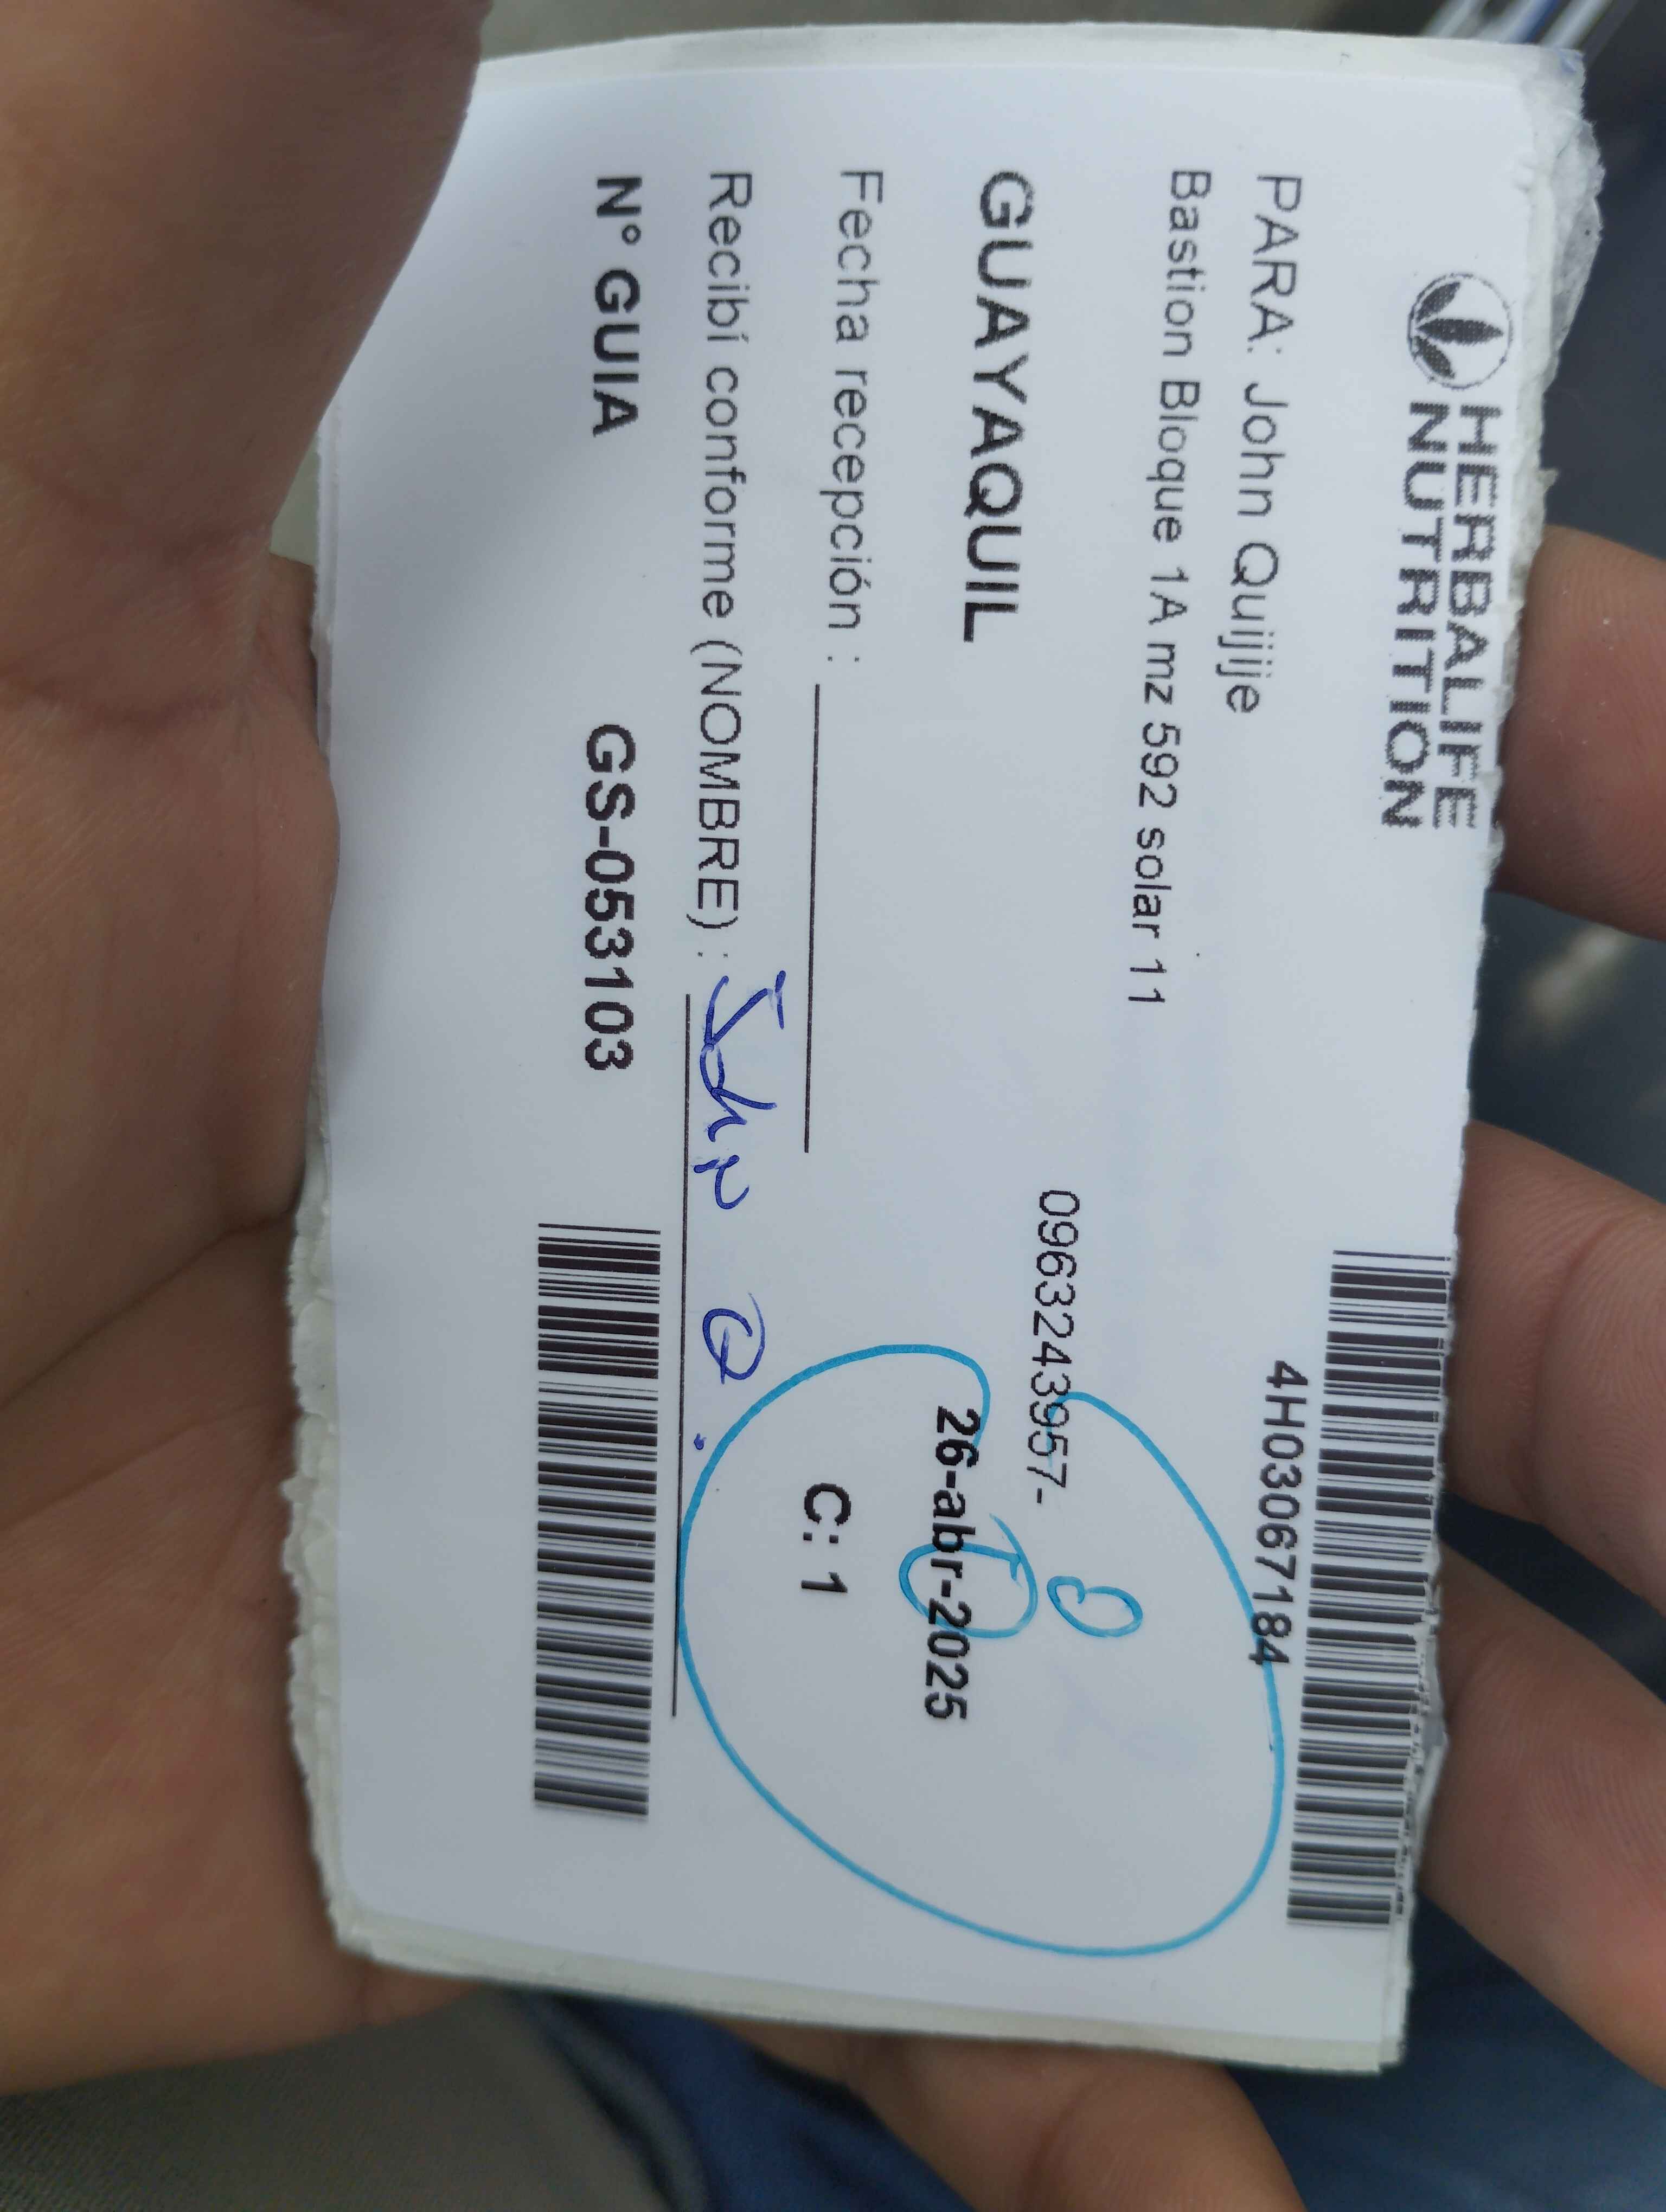 HERBALIFE
NUTRITION
4H03067184
PARA: John Quijije
Bastion Bloque 1A mz 592 solar 11
0963243957-
GUAYAQUIL
26-abr-2025
Fecha recepción :
C: 1
Recibí conforme (NOMBRE) : John Q.
N° GUIA GS-053103